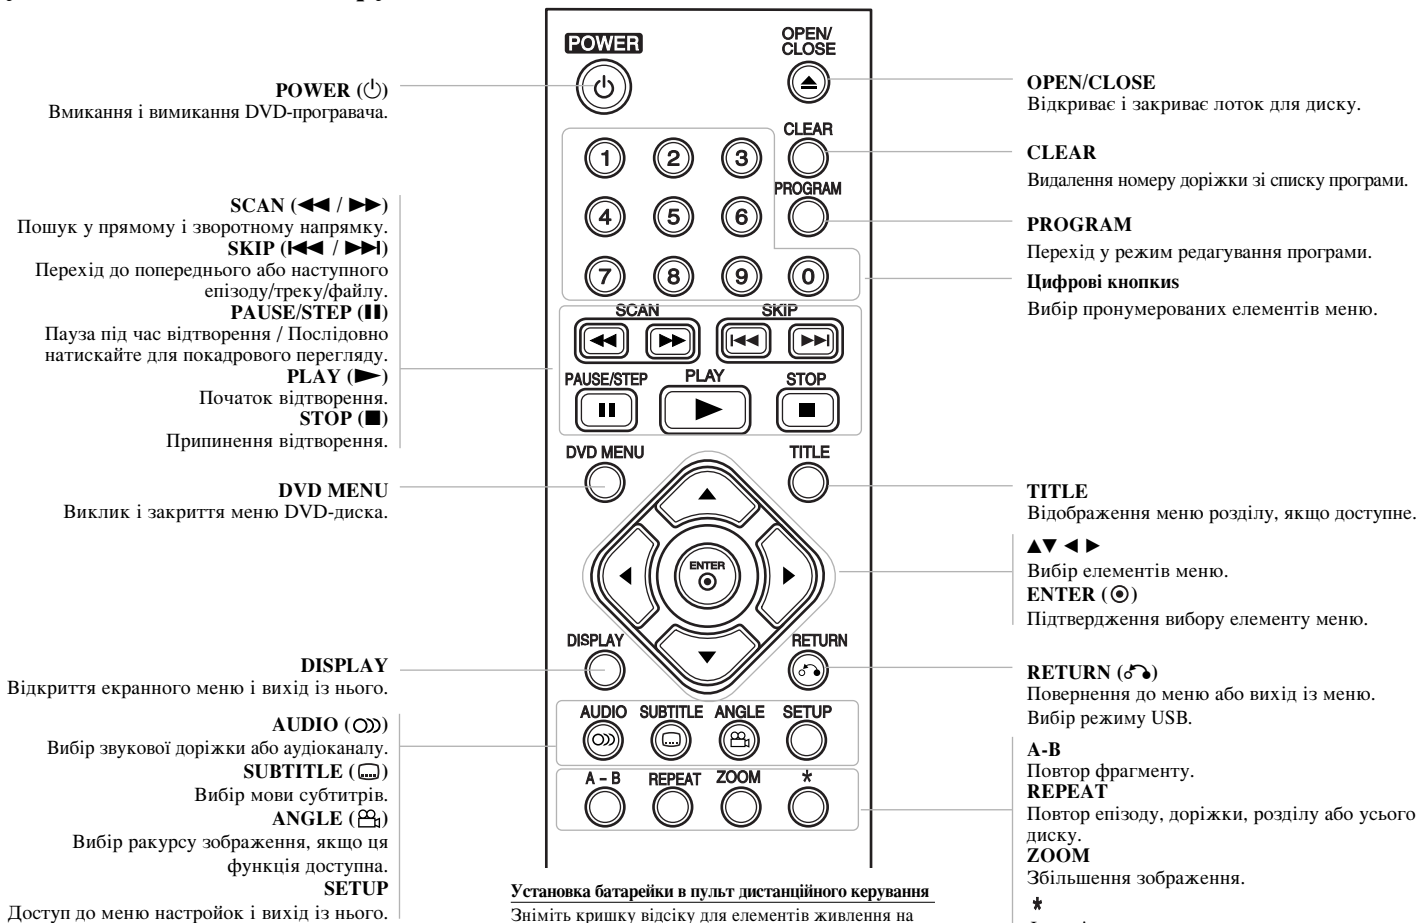 POWER (⏻)
Вмикання і вимикання DVD-програвача.
SCAN (◀◀ / ▶▶)
Пошук у прямому і зворотному напрямку.
SKIP (I◀◀ / ▶▶I)
Перехід до попереднього або наступного
епізоду/треку/файлу.
PAUSE/STEP (II)
Пауза під час відтворення / Послідовно
натискайте для покадрового перегляду.
PLAY (▶)
Початок відтворення.
STOP (■)
Припинення відтворення.
DVD MENU
Виклик і закриття меню DVD-диска.
DISPLAY
Відкриття екранного меню і вихід із нього.
AUDIO
Вибір звукової доріжки або аудіоканалу.
SUBTITLE
Вибір мови субтитрів.
ANGLE
Вибір ракурсу зображення, якщо ця
функція доступна.
SETUP
Доступ до меню настройок і вихід із нього.
POWER
OPEN/
CLOSE
CLEAR
1 2 3
PROGRAM
4 5 6
7 8 9 0
SCAN SKIP
PAUSE/STEP PLAY STOP
DVD MENU TITLE
ENTER
DISPLAY RETURN
AUDIO SUBTITLE ANGLE SETUP
A – B REPEAT ZOOM *
Установка батарейки в пульт дистанційного керування
Зніміть кришку відсіку для елементів живлення на
OPEN/CLOSE
Відкриває і закриває лоток для диску.
CLEAR
Видалення номеру доріжки зі списку програми.
PROGRAM
Перехід у режим редагування програми.
Цифрові кнопкиs
Вибір пронумерованих елементів меню.
TITLE
Відображення меню розділу, якщо доступне.
▲▼ ◀ ▶
Вибір елементів меню.
ENTER (⦿)
Підтвердження вибору елементу меню.
RETURN
Повернення до меню або вихід із меню.
Вибір режиму USB.
A-B
Повтор фрагменту.
REPEAT
Повтор епізоду, доріжки, розділу або усього
диску.
ZOOM
Збільшення зображення.
*